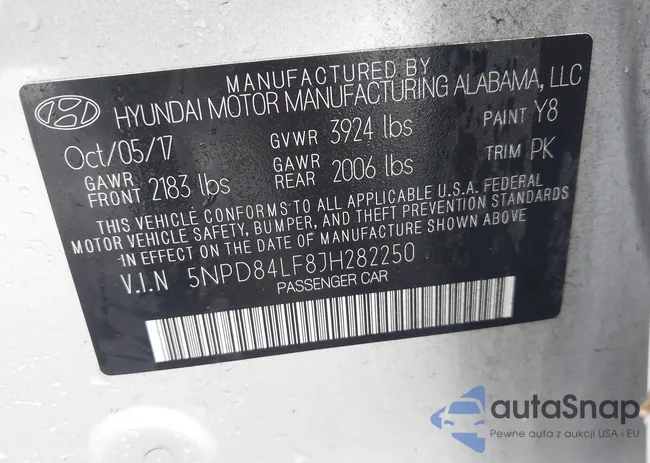 MANUFACTURED BY
HYUNDAI MOTOR MANUFACTURING ALABAMA, LLC
Oct/05/17 GVWR 3924 lbs PAINT Y8
GAWR FRONT 2183 lbs GAWR REAR 2006 lbs TRIM PK
THIS VEHICLE CONFORMS TO ALL APPLICABLE U.S.A. FEDERAL
MOTOR VEHICLE SAFETY, BUMPER, AND THEFT PREVENTION STANDARDS
IN EFFECT ON THE DATE OF MANUFACTURE SHOWN ABOVE
V.I.N 5NPD84LF8JH282250
PASSENGER CAR
autaSnap
Pewne auta z aukcji USA i EU